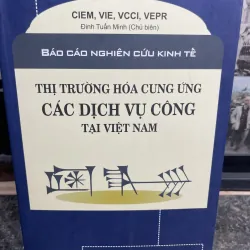 CIEM, VIE, VCCI, VEPR
Đinh Tuấn Minh (Chủ biên)
BÁO CÁO NGHIÊN CỨU KINH TẾ
THỊ TRƯỜNG HÓA CUNG ỨNG
CÁC DỊCH VỤ CÔNG
TẠI VIỆT NAM